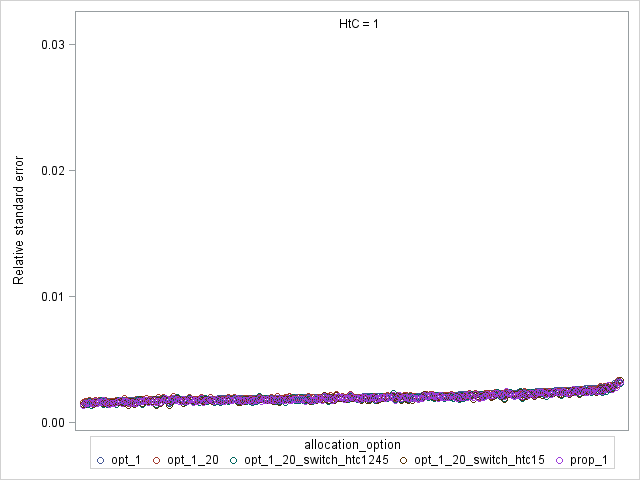 HtC = 1
0.03
0.02
0.01
0.00
Relative standard error
allocation_option
opt_1 opt_1_20 opt_1_20_switch_htc1245 opt_1_20_switch_htc15 prop_1